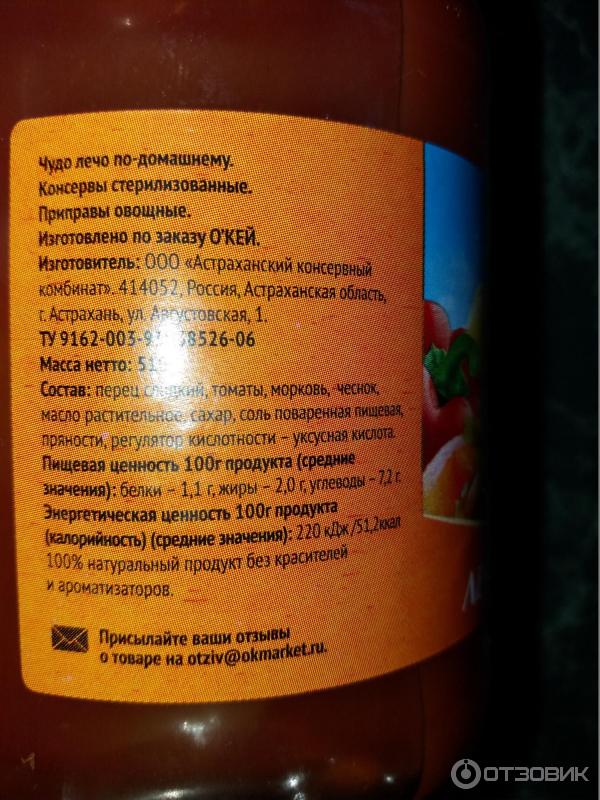 Чудо лечо по-домашнему.
Консервы стерилизованные.
Приправы овощные.
Изготовлено по заказу О'КЕЙ.
Изготовитель: ООО «Астраханский консервный
комбинат». 414052, Россия, Астраханская область,
г. Астрахань, ул. Августовская, 1.
ТУ 9162-003-
Масса нетто:
Состав: перец сладкий, томаты, морковь, чеснок,
масло растительное, сахар, соль поваренная пищевая,
пряности, регулятор кислотности – уксусная кислота.
Пищевая ценность 100г продукта (средние
значения): белки – 1,1 г, жиры – 2,0 г, углеводы – 7,2 г.
Энергетическая ценность 100г продукта
(калорийность) (средние значения): 220 кДж /51,2ккал
100% натуральный продукт без красителей
и ароматизаторов.
Присылайте ваши отзывы
о товаре на otziv@okmarket.ru.
ОТЗОВИК